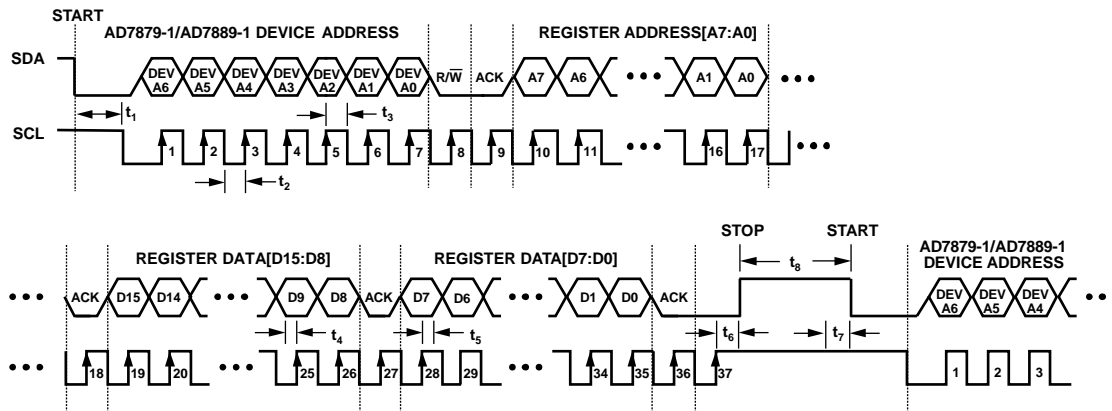 START
AD7879-1/AD7889-1 DEVICE ADDRESS
REGISTER ADDRESS[A7:A0]
SDA
DEV A6
DEV A5
DEV A4
DEV A3
DEV A2
DEV A1
DEV A0
R/W
ACK
A7
A6
A1
A0
t1
t3
SCL
1
2
3
4
5
6
7
8
9
10
11
16
17
t2
STOP
START
AD7879-1/AD7889-1
DEVICE ADDRESS
REGISTER DATA[D15:D8]
REGISTER DATA[D7:D0]
t8
ACK
D15
D14
D9
D8
ACK
D7
D6
D1
D0
ACK
DEV A6
DEV A5
DEV A4
t4
t5
t6
t7
18
19
20
25
26
27
28
29
34
35
36
37
1
2
3